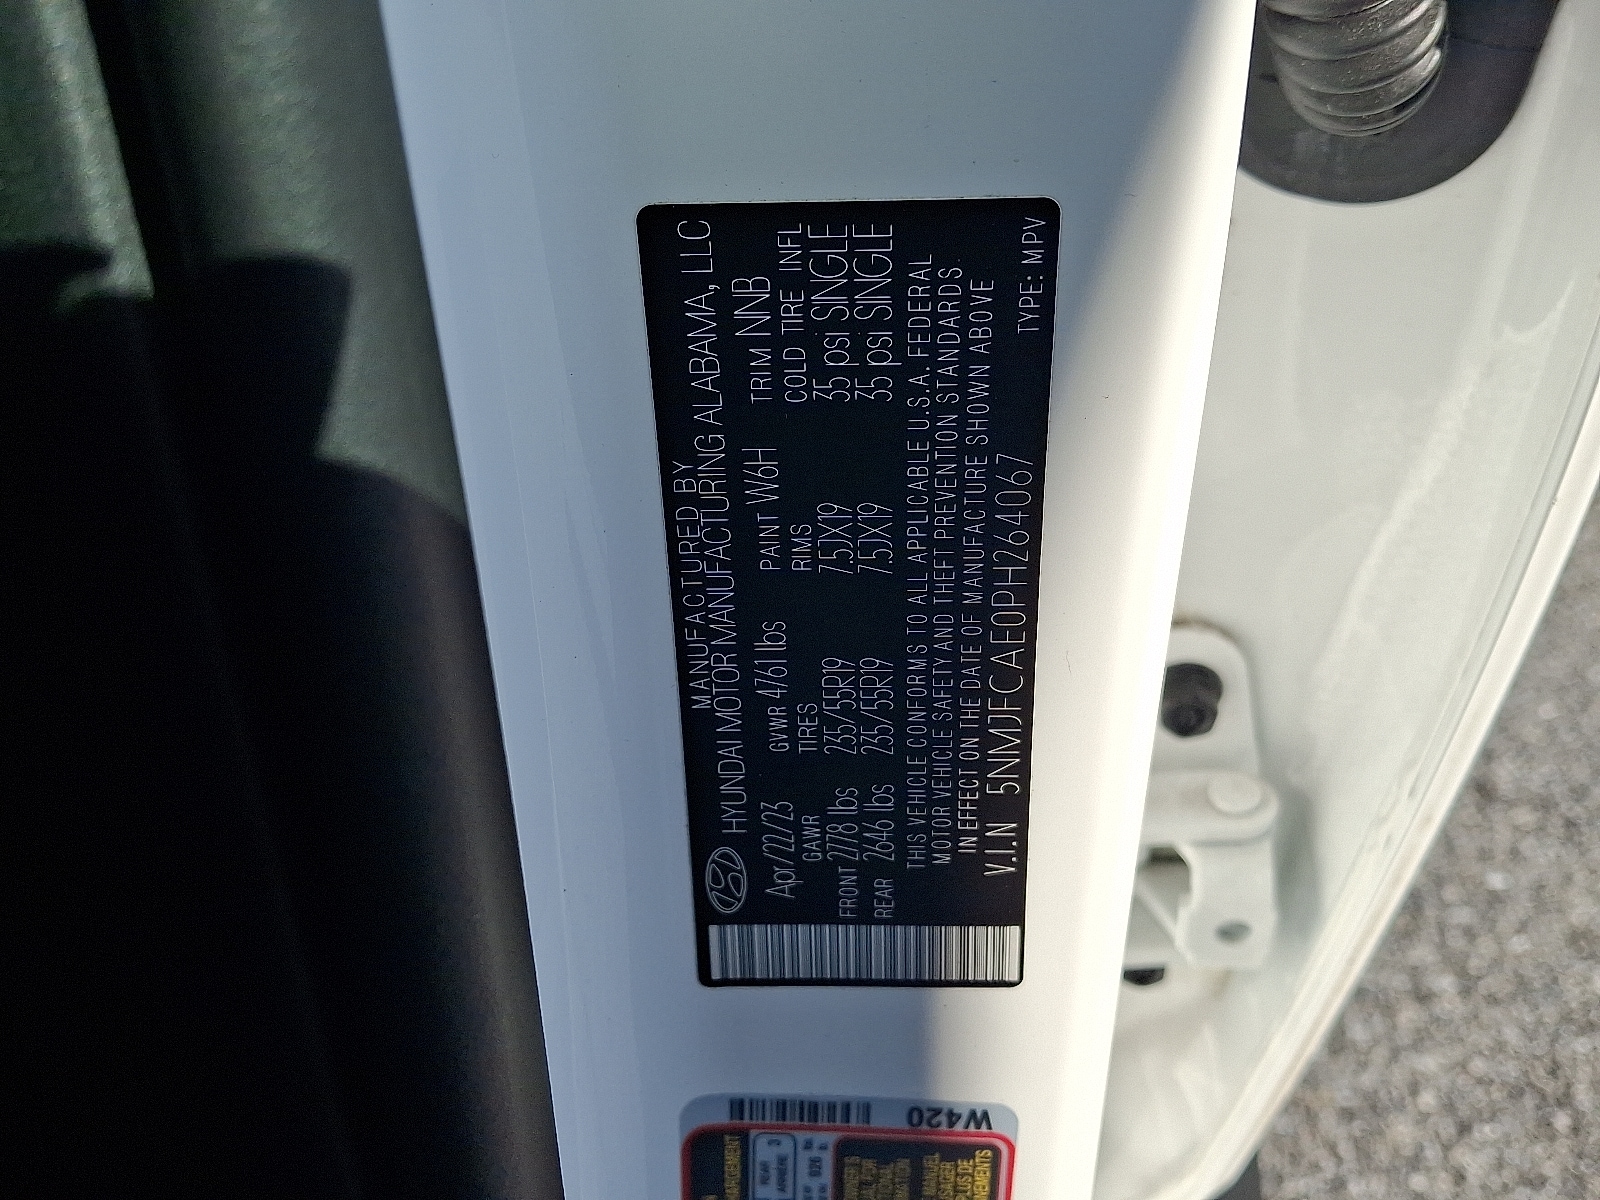 MANUFACTURED BY
HYUNDAI MOTOR MANUFACTURING ALABAMA, LLC
Apr/22/23 GVWR 4761 lbs PAINT W6H TRIM NNB
GAWR TIRES RIMS COLD TIRE INFL
FRONT 2778 lbs 235/55R19 7.5JX19 35 psi SINGLE
REAR 2646 lbs 235/55R19 7.5JX19 35 psi SINGLE
THIS VEHICLE CONFORMS TO ALL APPLICABLE U.S.A. FEDERAL
MOTOR VEHICLE SAFETY AND THEFT PREVENTION STANDARDS
IN EFFECT ON THE DATE OF MANUFACTURE SHOWN ABOVE
V.I.N 5NMJFCAE0PH264067
TYPE: MPV
W420
REAR
ARRIÈRE
3